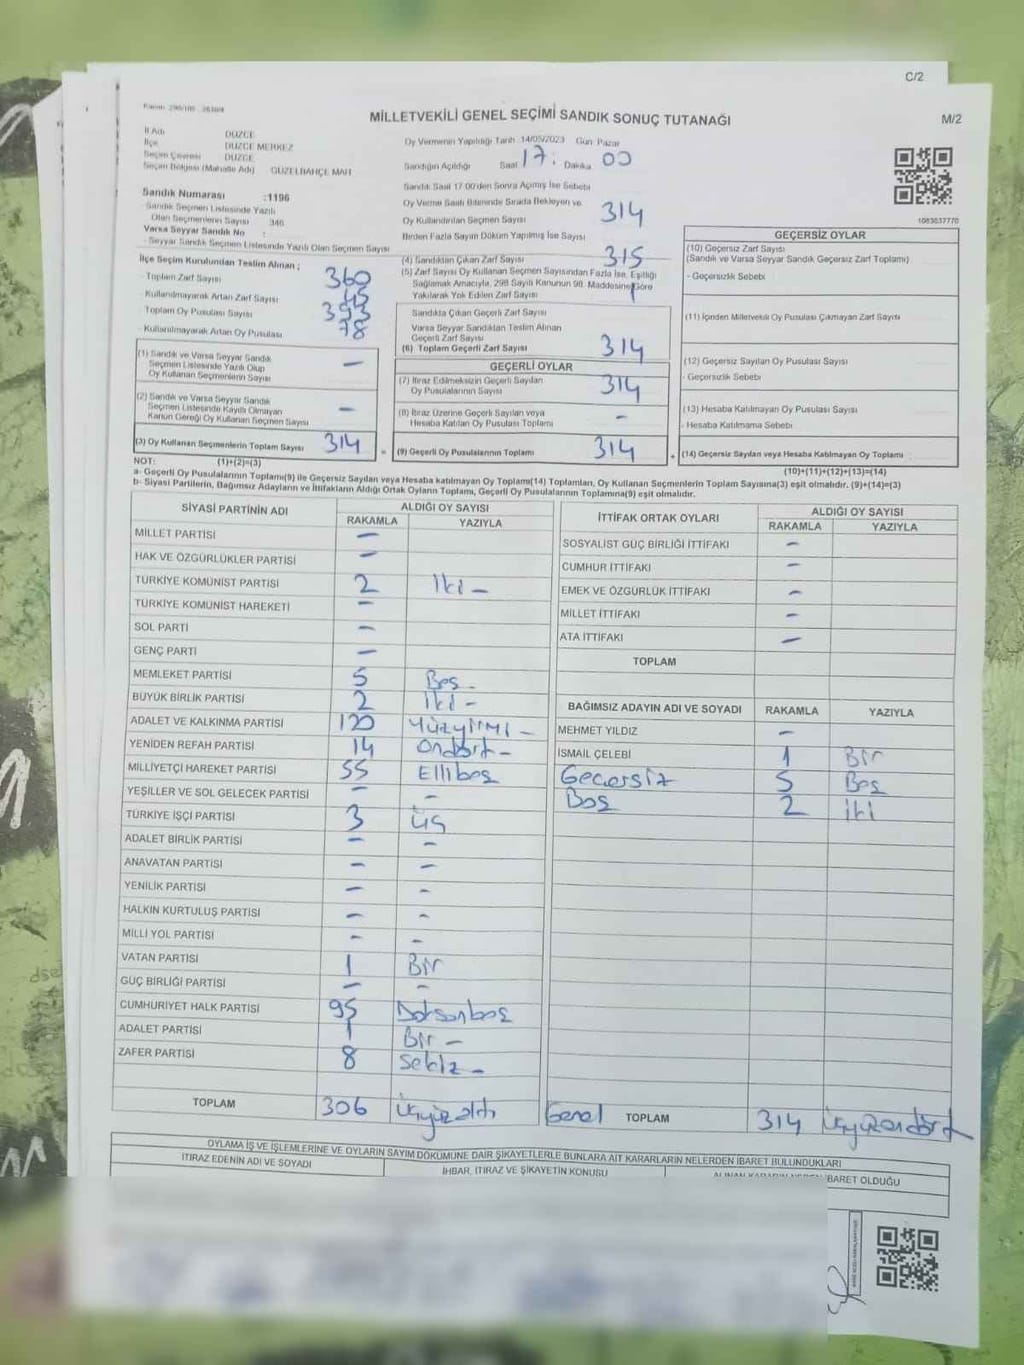 C/2
MİLLETVEKİLİ GENEL SEÇİMİ SANDIK SONUÇ TUTANAĞI
M/2
İl Adı DÜZCE
İlçe DÜZCE MERKEZ
Seçim Çevresi DÜZCE
Seçim Bölgesi (Mahalle Adı) GÜZELBAHÇE MAH
Oy Vermenin Yapıldığı Tarih 14/05/2023 Gün Pazar
Sandığın Açıldığı Saat 17: Dakika 00
Sandık Saat 17.00'den Sonra Açılmış İse Sebebi
Sandık Numarası :1196
Sandık Seçmen Listesinde Yazılı
Olan Seçmenlerin Sayısı 346
Varsa Seyyar Sandık No :
Seyyar Sandık Seçmen Listesinde Yazılı Olan Seçmen Sayısı
Oy Verme Saati Bitiminde Sırada Bekleyen ve
Oy Kullandırılan Seçmen Sayısı 314
Birden Fazla Sayım Döküm Yapılmış İse Sayısı
1083637770
İlçe Seçim Kurulundan Teslim Alınan ;
Toplam Zarf Sayısı 360
Kullanılmayarak Artan Zarf Sayısı
Toplam Oy Pusulası Sayısı
Kullanılmayarak Artan Oy Pusulası 78
(1) Sandık ve Varsa Seyyar Sandık
Seçmen Listesinde Yazılı Olup
Oy Kullanan Seçmenlerin Sayısı –
(2) Sandık ve Varsa Seyyar Sandık
Seçmen Listesinde Kayıtlı Olmayan
Kanun Gereği Oy Kullanan Seçmen Sayısı –
(3) Oy Kullanan Seçmenlerin Toplam Sayısı 314
(4) Sandıktan Çıkan Zarf Sayısı 315
(5) Zarf Sayısı Oy Kullanan Seçmen Sayısından Fazla İse, Eşitliği
Sağlamak Amacıyla, 298 Sayılı Kanunun 98. Maddesine Göre
Yakılarak Yok Edilen Zarf Sayısı 1
Sandıkta Çıkan Geçerli Zarf Sayısı
Varsa Seyyar Sandıktan Teslim Alınan
Geçerli Zarf Sayısı
(6) Toplam Geçerli Zarf Sayısı 314
GEÇERLİ OYLAR
(7) İtiraz Edilmeksizin Geçerli Sayılan
Oy Pusulalarının Sayısı 314
(8) İtiraz Üzerine Geçerli Sayılan veya
Hesaba Katılan Oy Pusulası Toplamı –
= (9) Geçerli Oy Pusulalarının Toplamı 314
GEÇERSİZ OYLAR
(10) Geçersiz Zarf Sayısı
(Sandık ve Varsa Seyyar Sandık Geçersiz Zarf Toplamı)
- Geçersizlik Sebebi
(11) İçinden Milletvekili Oy Pusulası Çıkmayan Zarf Sayısı
(12) Geçersiz Sayılan Oy Pusulası Sayısı
- Geçersizlik Sebebi
(13) Hesaba Katılmayan Oy Pusulası Sayısı
- Hesaba Katılmama Sebebi
+ (14) Geçersiz Sayılan veya Hesaba Katılmayan Oy Toplamı
NOT: (1)+(2)=(3)
(10)+(11)+(12)+(13)=(14)
a- Geçerli Oy Pusulalarının Toplamı(9) ile Geçersiz Sayılan veya Hesaba katılmayan Oy Toplamı(14) Toplamları, Oy Kullanan Seçmenlerin Toplam Sayısına(3) eşit olmalıdır. (9)+(14)=(3)
b- Siyasi Partilerin, Bağımsız Adayların ve İttifakların Aldığı Oy Ortak Oyların Toplamı, Geçerli Oy Pusulalarının Toplamına(9) eşit olmalıdır.
SİYASİ PARTİNİN ADI ALDIĞI OY SAYISI
RAKAMLA YAZIYLA
MİLLET PARTİSİ –
HAK VE ÖZGÜRLÜKLER PARTİSİ –
TÜRKİYE KOMÜNİST PARTİSİ 2 İki –
TÜRKİYE KOMÜNİST HAREKETİ –
SOL PARTİ –
GENÇ PARTİ –
MEMLEKET PARTİSİ 5 Beş –
BÜYÜK BİRLİK PARTİSİ 2 İki –
ADALET VE KALKINMA PARTİSİ 120 Yüzyirmi –
YENİDEN REFAH PARTİSİ 14 Ondört –
MİLLİYETÇİ HAREKET PARTİSİ 55 Ellibeş
YEŞİLLER VE SOL GELECEK PARTİSİ – –
TÜRKİYE İŞÇİ PARTİSİ 3 Üç
ADALET BİRLİK PARTİSİ – –
ANAVATAN PARTİSİ – –
YENİLİK PARTİSİ – –
HALKIN KURTULUŞ PARTİSİ – –
MİLLİ YOL PARTİSİ – –
VATAN PARTİSİ 1 Bir
GÜÇ BİRLİĞİ PARTİSİ – –
CUMHURİYET HALK PARTİSİ 95 Doksanbeş
ADALET PARTİSİ 1 Bir –
ZAFER PARTİSİ 8 Sekiz –
TOPLAM 306 Üçyüzaltı
İTTİFAK ORTAK OYLARI ALDIĞI OY SAYISI
RAKAMLA YAZIYLA
SOSYALİST GÜÇ BİRLİĞİ İTTİFAKI –
CUMHUR İTTİFAKI –
EMEK VE ÖZGÜRLÜK İTTİFAKI –
MİLLET İTTİFAKI –
ATA İTTİFAKI –
TOPLAM
BAĞIMSIZ ADAYIN ADI VE SOYADI RAKAMLA YAZIYLA
MEHMET YILDIZ –
İSMAİL ÇELEBİ 1 Bir
Geçersiz 5 Beş
Boş 2 İki
Genel TOPLAM 314 Üçyüzondört
OYLAMA İŞ VE İŞLEMLERİNE VE OYLARIN SAYIM DÖKÜMÜNE DAİR ŞİKAYETLERLE BUNLARA AİT KARARLARIN NELERDEN İBARET BULUNDUKLARI
İTİRAZ EDENİN ADI VE SOYADI
İHBAR, İTİRAZ VE ŞİKAYETİN KONUSU
İBARET OLDUĞU